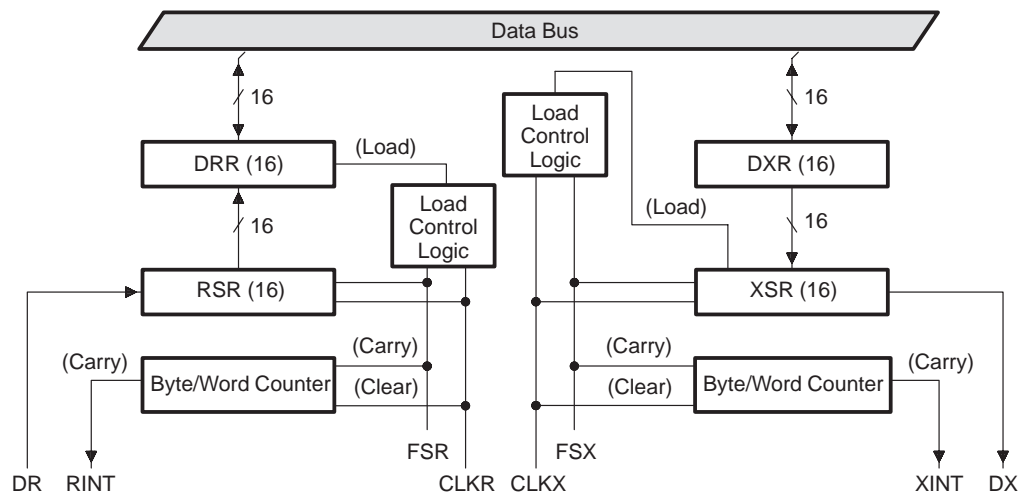 Data Bus
16
16
Load
Control
Logic
DRR (16)
(Load)
DXR (16)
Load
Control
Logic
16
(Load)
16
RSR (16)
XSR (16)
(Carry)
(Carry)
(Carry)
(Carry)
Byte/Word Counter
Byte/Word Counter
(Clear)
(Clear)
FSR
FSX
DR
RINT
CLKR
CLKX
XINT
DX